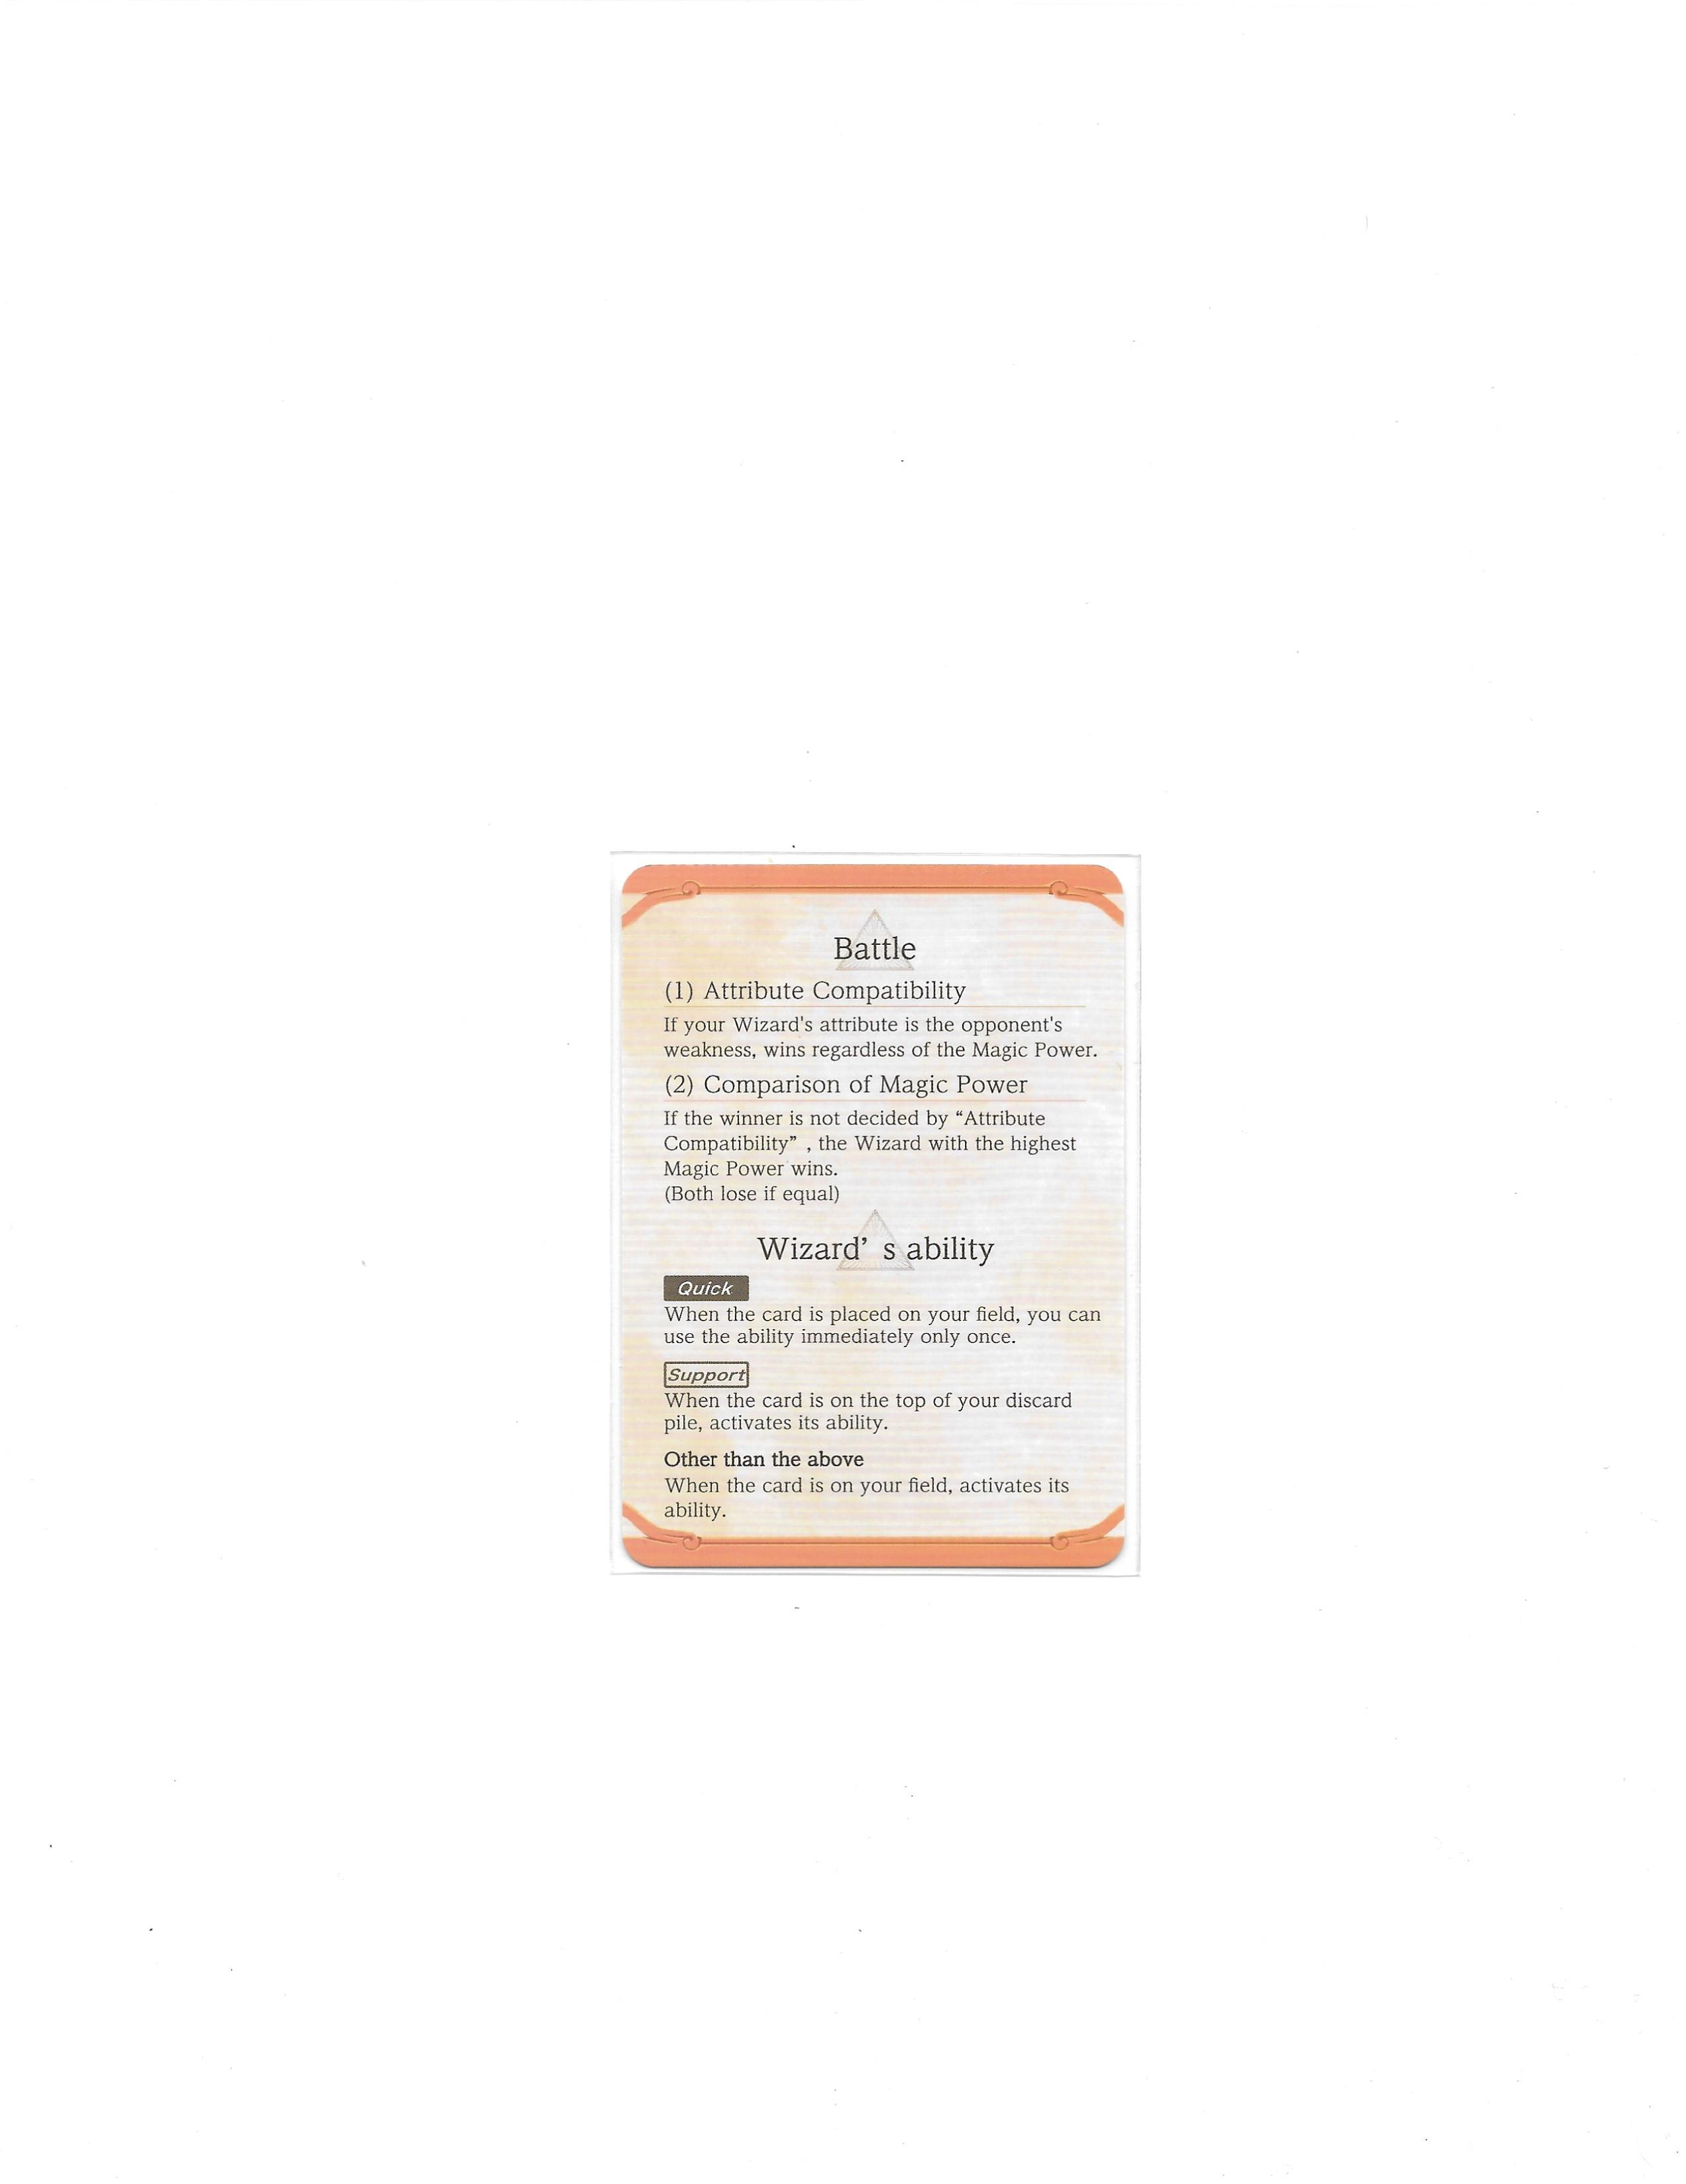 Battle
(1) Attribute Compatibility
If your Wizard's attribute is the opponent's
weakness, wins regardless of the Magic Power.
(2) Comparison of Magic Power
If the winner is not decided by “Attribute
Compatibility” , the Wizard with the highest
Magic Power wins.
(Both lose if equal)
Wizard’ s ability
Quick
When the card is placed on your field, you can
use the ability immediately only once.
Support
When the card is on the top of your discard
pile, activates its ability.
Other than the above
When the card is on your field, activates its
ability.